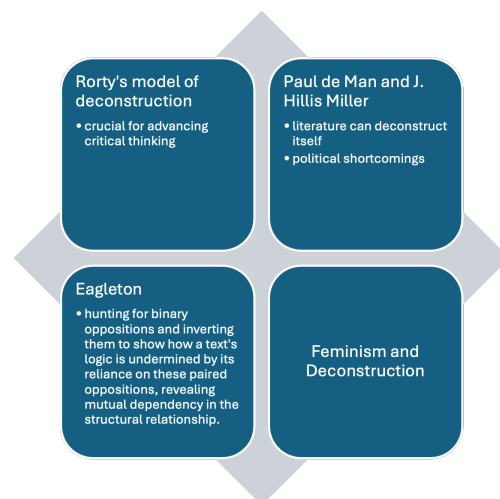 Rorty's model of
deconstruction
• crucial for advancing
critical thinking
Paul de Man and J.
Hillis Miller
• literature can deconstruct
itself
• political shortcomings
Eagleton
• hunting for binary
oppositions and inverting
them to show how a text's
logic is undermined by its
reliance on these paired
oppositions, revealing
mutual dependency in the
structural relationship.
Feminism and
Deconstruction